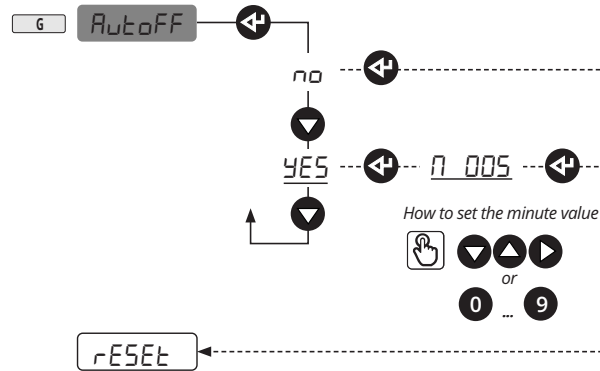 G AutoFF
no
YES M 005
How to set the minute value
or
0 ... 9
rESEt